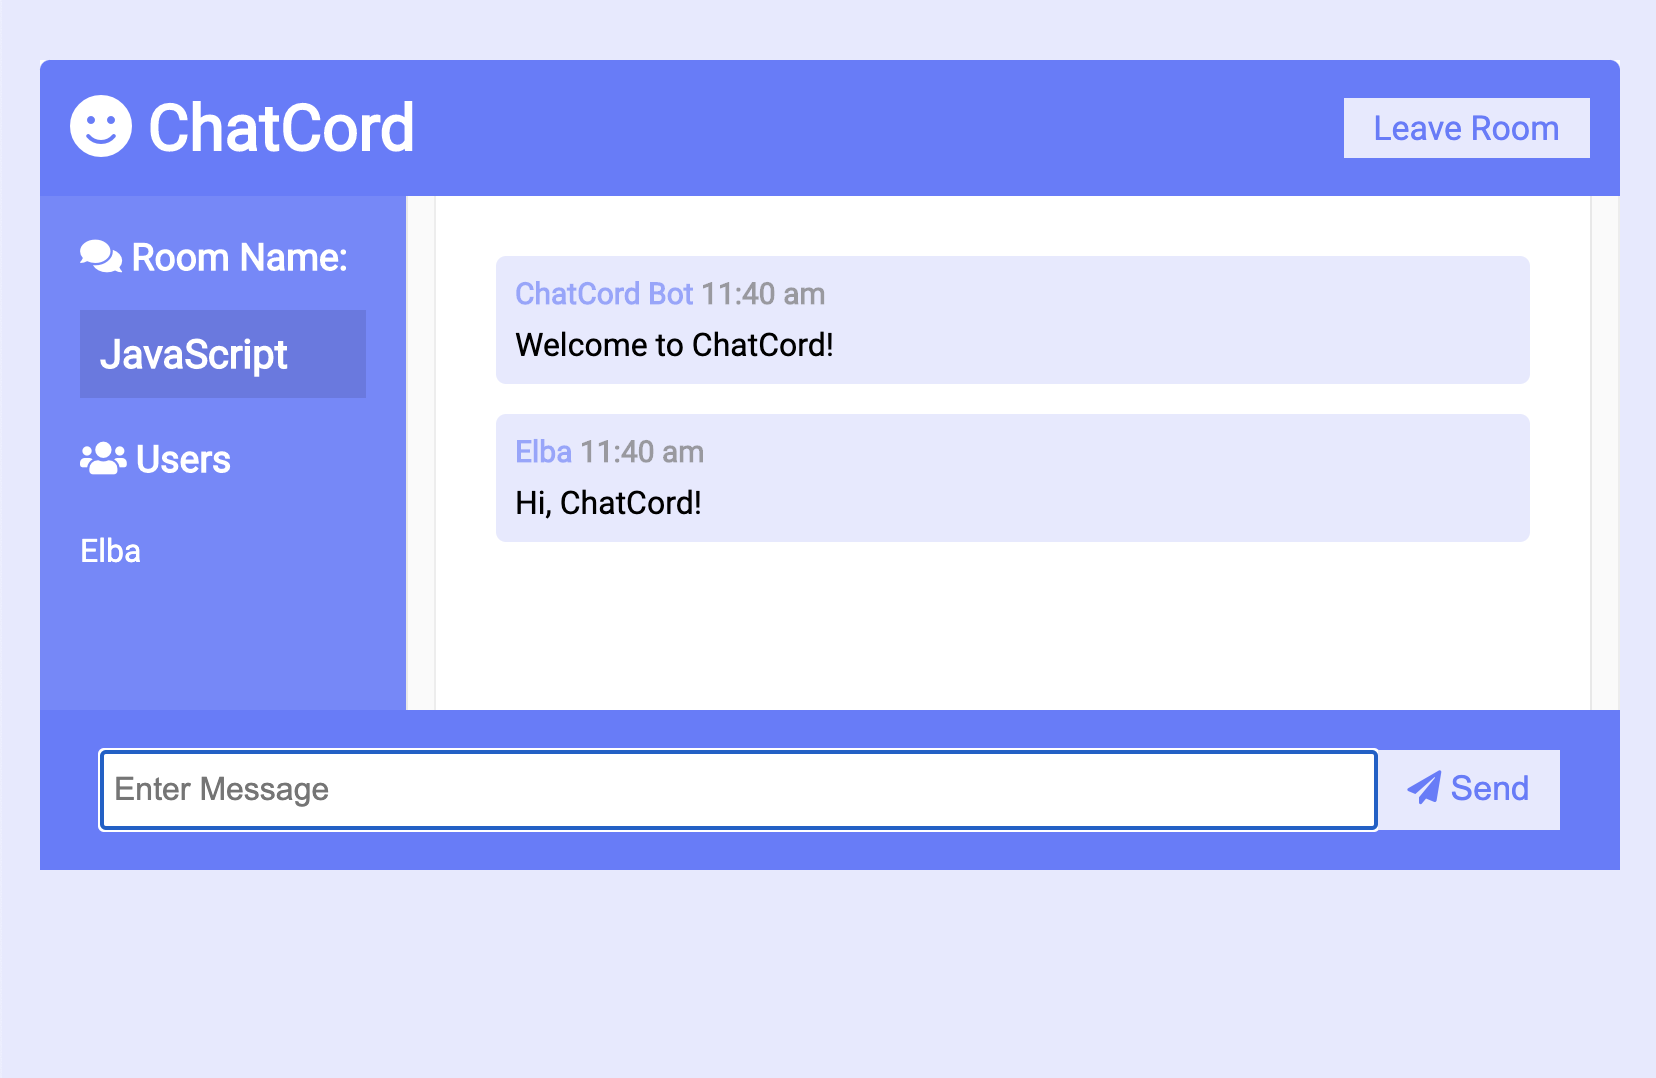 ChatCord
Leave Room
Room Name:
JavaScript
Users
Elba
ChatCord Bot 11:40 am
Welcome to ChatCord!
Elba 11:40 am
Hi, ChatCord!
Enter Message
Send